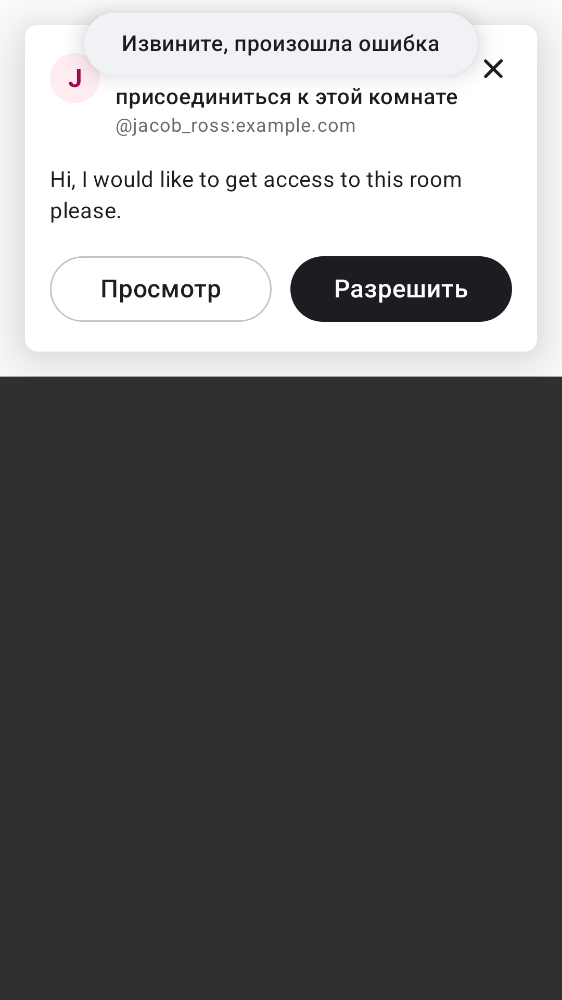 Извините, произошла ошибка
J
присоединиться к этой комнате
@jacob_ross:example.com
Hi, I would like to get access to this room
please.
Просмотр
Разрешить